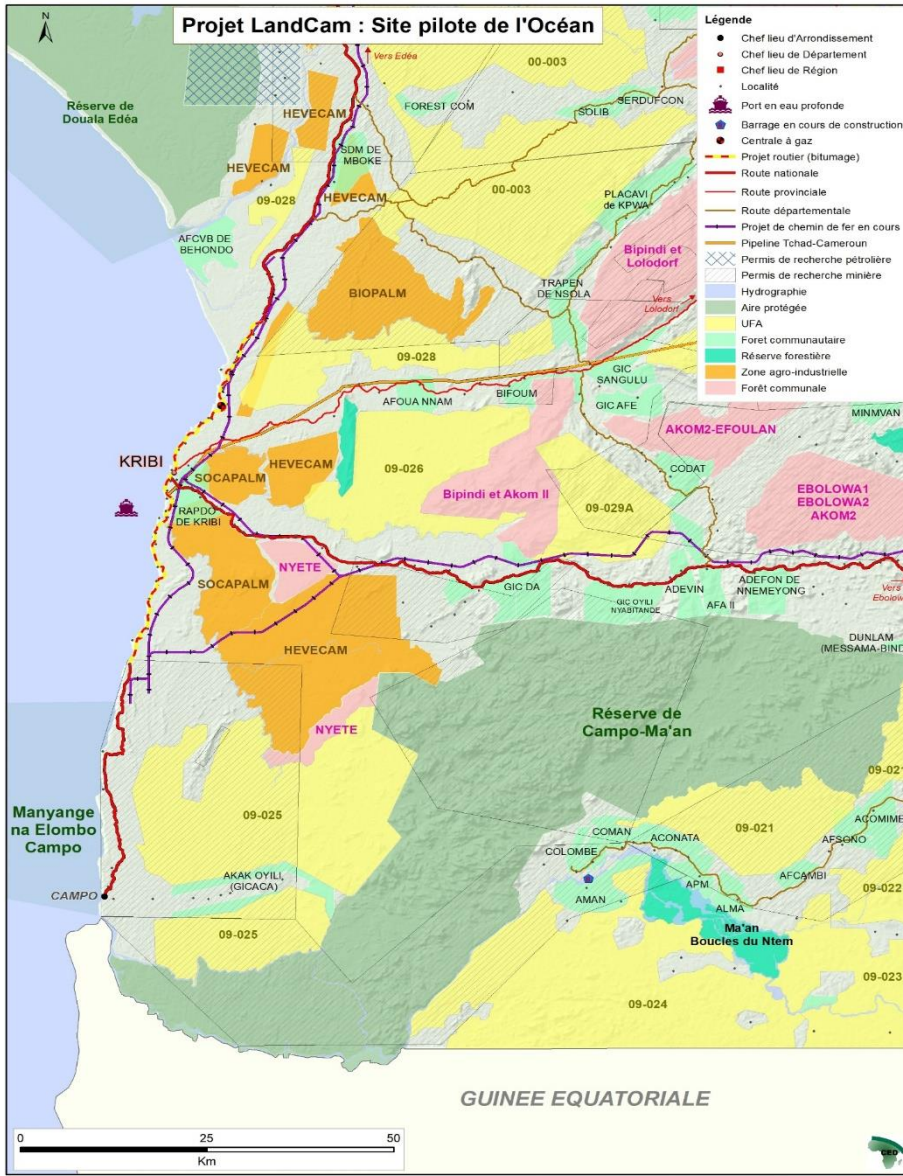 N
Projet LandCam : Site pilote de l'Océan
Légende
Chef lieu d'Arrondissement
Chef lieu de Département
Chef lieu de Région
Localité
Port en eau profonde
Barrage en cours de construction
Centrale à gaz
Projet routier (bitumage)
Route nationale
Route provinciale
Route départementale
Projet de chemin de fer en cours
Pipeline Tchad-Cameroun
Permis de recherche pétrolière
Permis de recherche minière
Hydrographie
Aire protégée
UFA
Foret communautaire
Réserve forestière
Zone agro-industrielle
Forêt communale
Vers Edéa
00-003
Réserve de
Douala Edéa
HEVECAM
FOREST COM
SOLIB
SERDUFCON
HEVECAM
SDM DE
MBOKE
09-028
HEVECAM
00-003
PLACAVI
de KPWA
AFCVB DE
BEHONDO
Bipindi et
Lolodorf
BIOPALM
TRAPEN
DE NSOLA
Vers
Lolodorf
09-028
GIC
SANGULU
AFOUA NNAM
BIFOUM
GIC AFE
MINMVAN
AKOM2-EFOULAN
KRIBI
SOCAPALM
HEVECAM
09-026
Bipindi et Akom II
CODAT
09-029A
EBOLOWA1
EBOLOWA2
AKOM2
RAPDO
DE KRIBI
NYETE
SOCAPALM
GIC DA
GIC OYILI
NYABITANDE
ADEVIN
AFA II
ADEFON DE
NNEMEYONG
Vers
Ebolow
HEVECAM
DUNLAM
(MESSAMA-BIND
Réserve de
Campo-Ma'an
NYETE
09-021
Manyange
na Elombo
Campo
09-025
COMAN
ACONATA
09-021
ACOMIME
AFSONO
COLOMBE
AKAK OYILI,
(GICACA)
CAMPO
AMAN
APM
AFCAMBI
ALMA
09-022
09-025
Ma'an
Boucles du Ntem
09-024
09-023
GUINEE EQUATORIALE
0 25 50
Km
CED